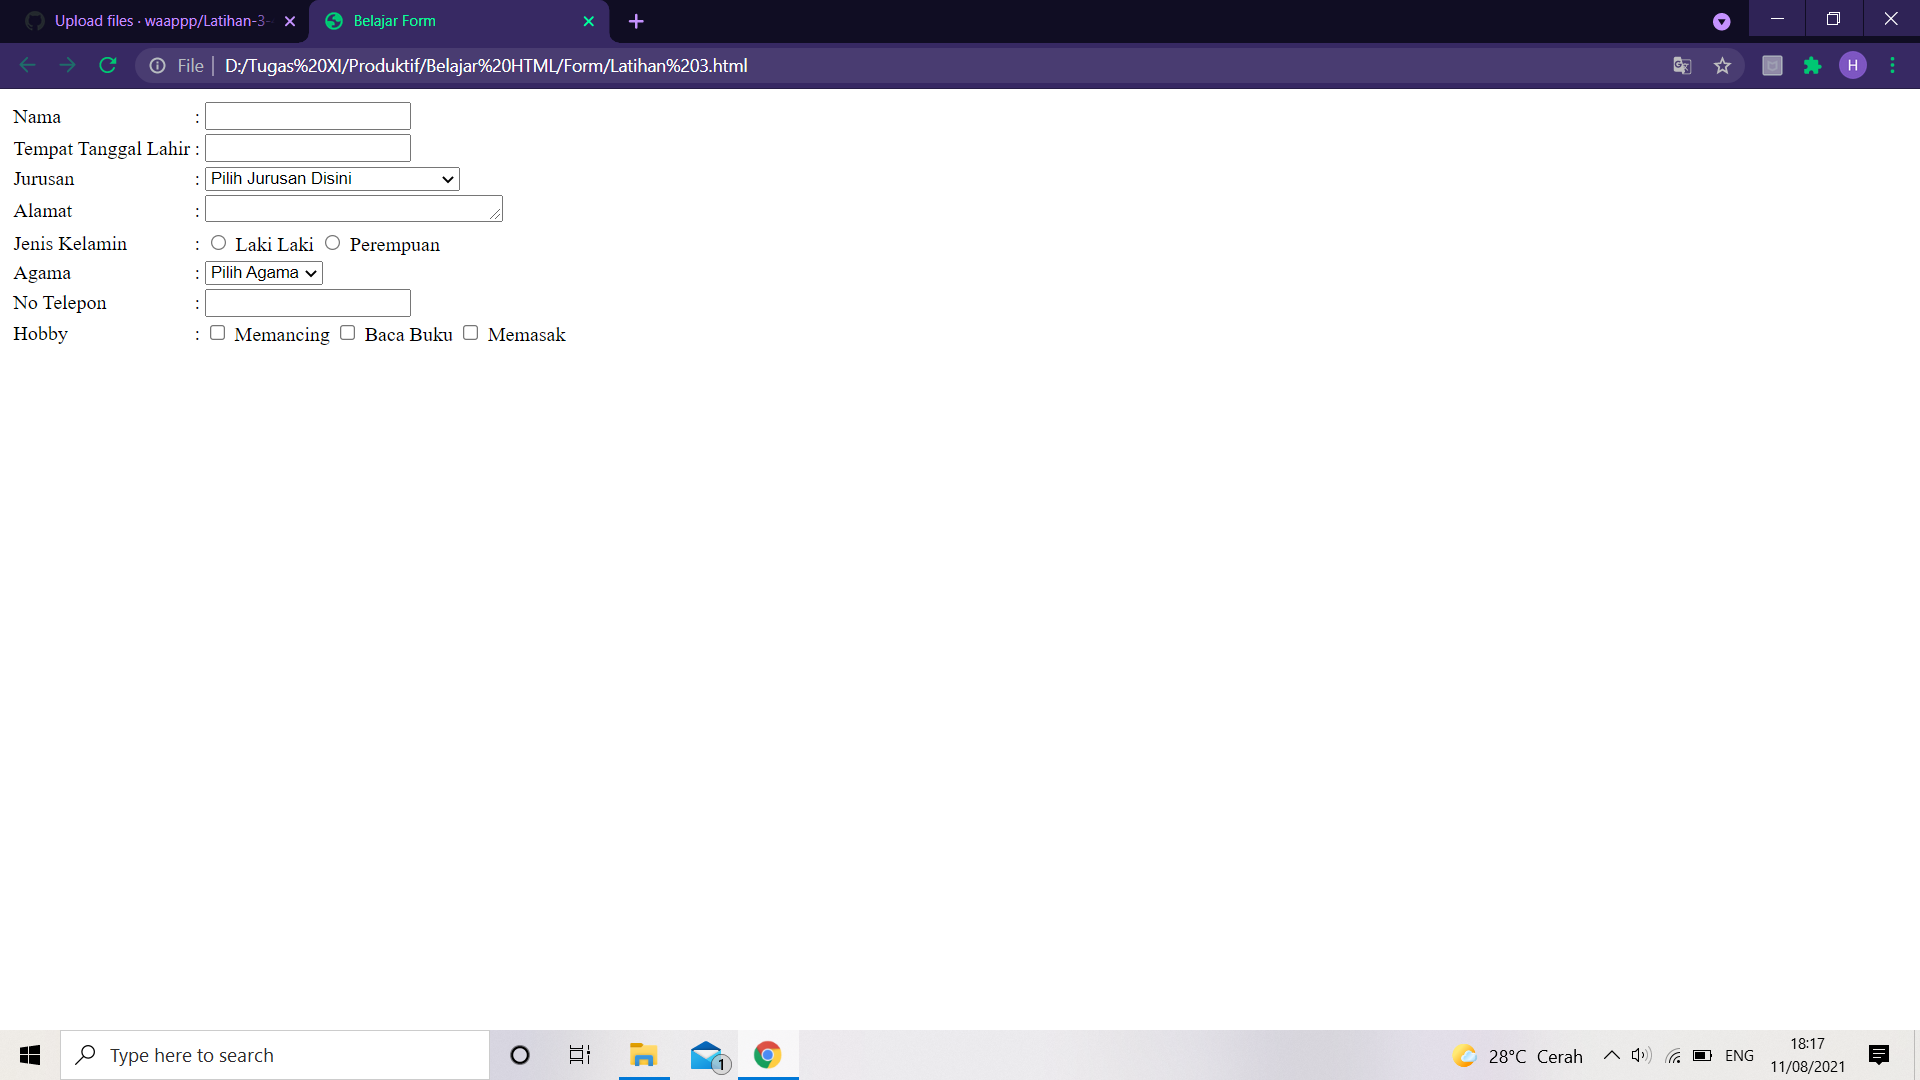 Upload files · waappp/Latihan-3-
Belajar Form
File | D:/Tugas%20XI/Produktif/Belajar%20HTML/Form/Latihan%203.html
H
Nama :
Tempat Tanggal Lahir :
Jurusan : Pilih Jurusan Disini
Alamat :
Jenis Kelamin : Laki Laki Perempuan
Agama : Pilih Agama
No Telepon :
Hobby : Memancing Baca Buku Memasak
Type here to search
1
28°C Cerah
ENG
18:17
11/08/2021